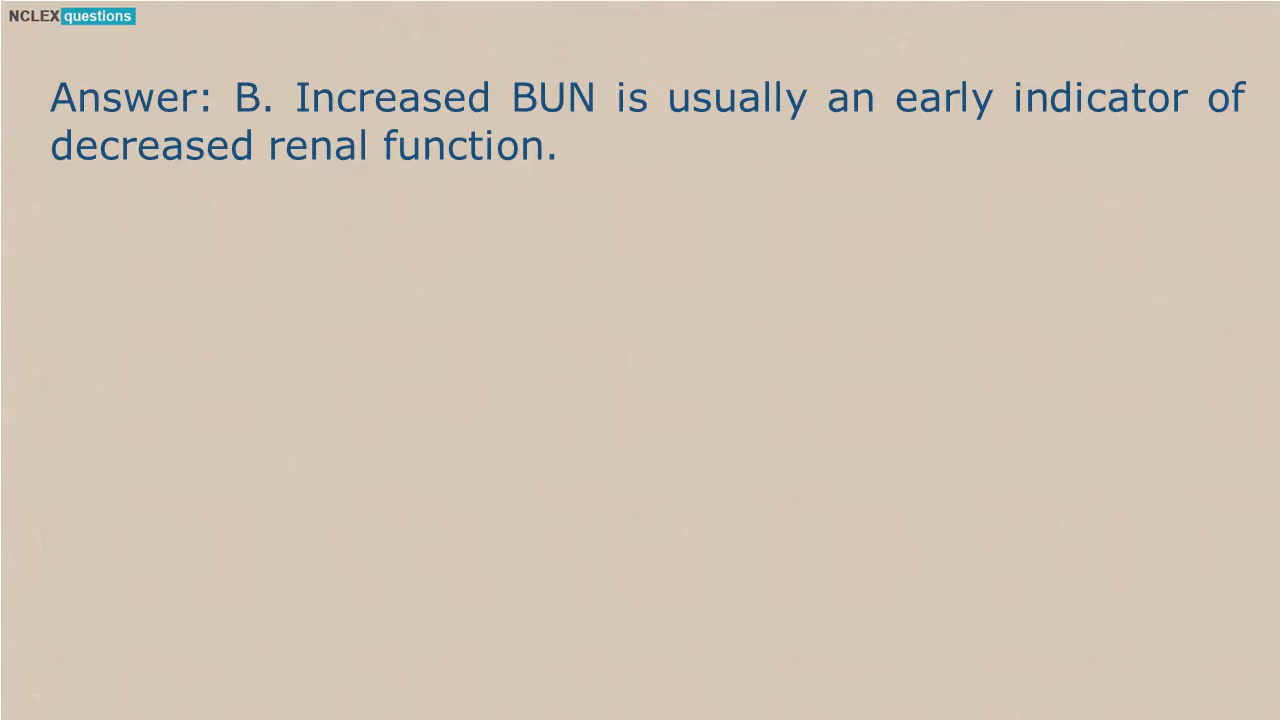 NCLEX questions
Answer: B. Increased BUN is usually an early indicator of
decreased renal function.